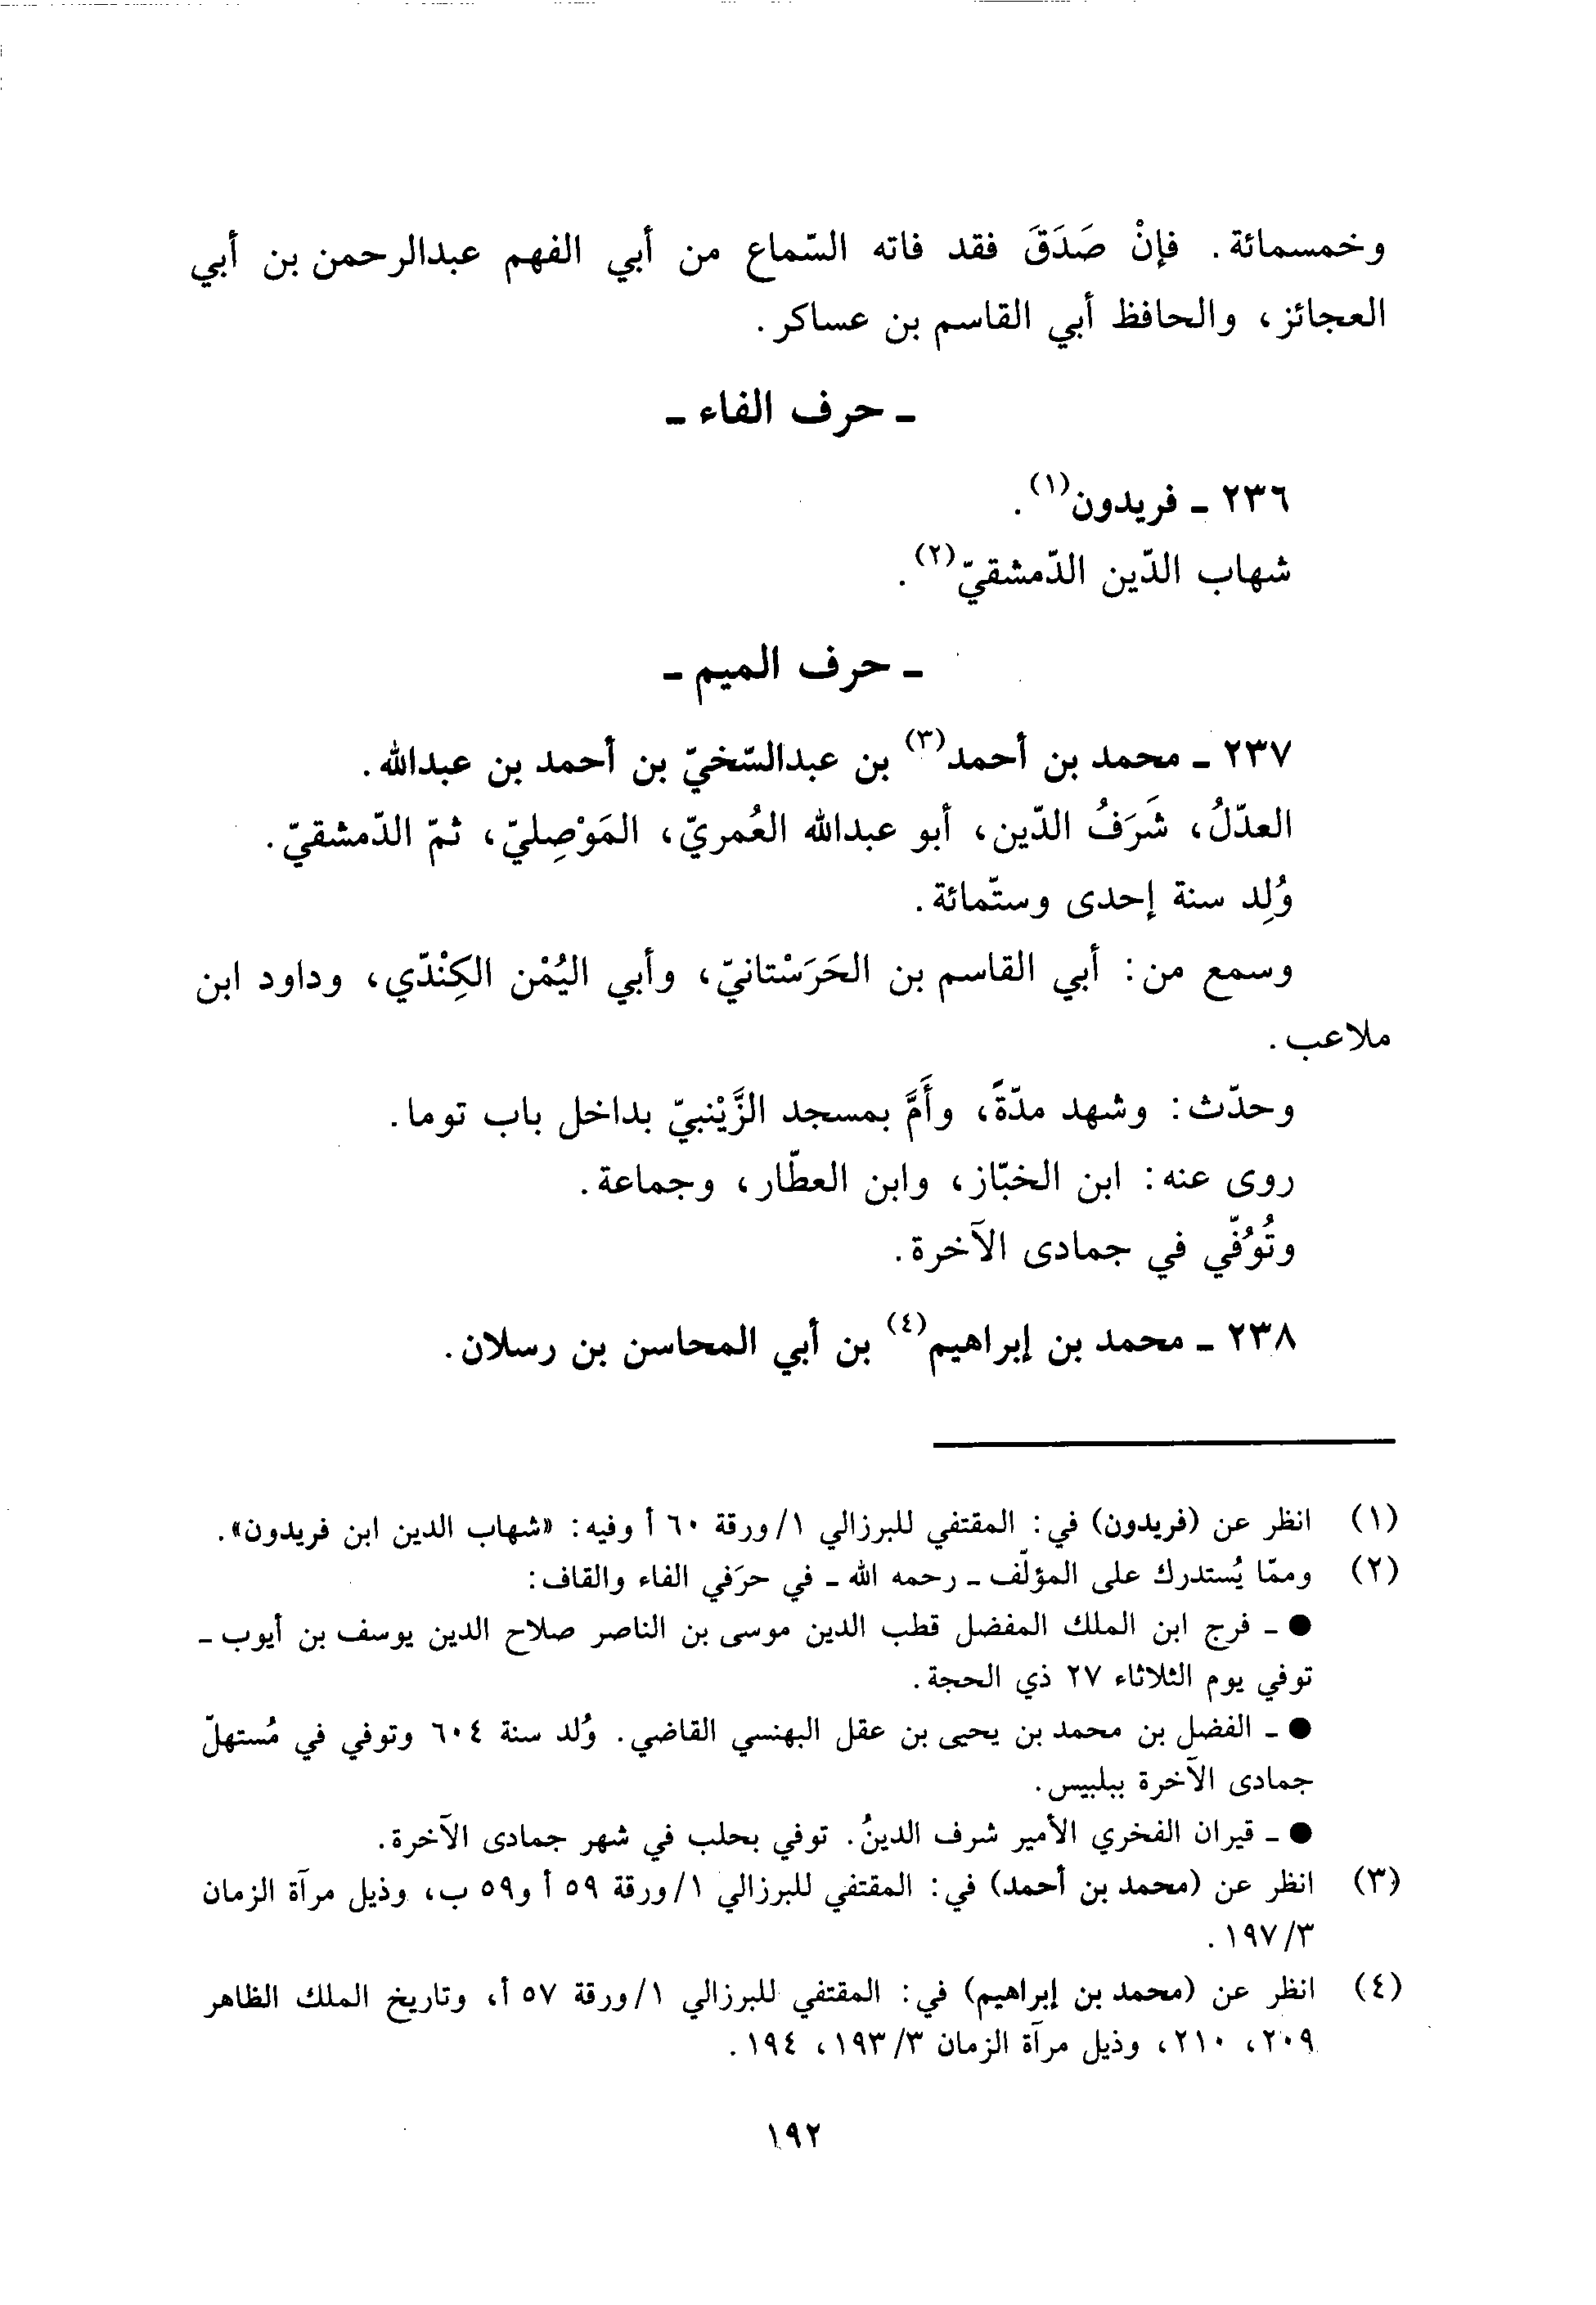 وخمسمائة. فإنْ صَدَقَ فقد فاته السّماع من أبي الفهم عبدالرحمن بن أبي
العجائز، والحافظ أبي القاسم بن عساكر.
ـ حرف الفاء ـ
٢٣٦ ـ فريدون(١).
شهاب الدّين الدّمشقيّ(٢).
ـ حرف الميم ـ
٢٣٧ ـ محمد بن أحمد(٣) بن عبدالسّخيّ بن أحمد بن عبدالله.
العدّلُ، شَرَفُ الدّين، أبو عبدالله العُمريّ، المَوْصِليّ، ثمّ الدّمشقيّ.
وُلِد سنة إحدى وستّمائة.
وسمع من: أبي القاسم بن الحَرَسْتانيّ، وأبي اليُمْن الكِنْدّي، وداود ابن
ملاعب.
وحدّث: وشهد مدّةً، وأَمَّ بمسجد الزَّيْنبيّ بداخل باب توما.
روى عنه: ابن الخبّاز، وابن العطّار، وجماعة.
وتُوُفّي في جمادى الآخرة.
٢٣٨ ـ محمد بن إبراهيم(٤) بن أبي المحاسن بن رسلان.
(١) انظر عن (فريدون) في: المقتفي للبرزالي ١/ورقة ٦٠ أ وفيه: «شهاب الدين ابن فريدون».
(٢) وممّا يُستدرك على المؤلّف ـ رحمه الله ـ في حرَفي الفاء والقاف:
● ـ فرج ابن الملك المفضل قطب الدين موسى بن الناصر صلاح الدين يوسف بن أيوب ـ
توفي يوم الثلاثاء ٢٧ ذي الحجة.
● ـ الفضل بن محمد بن يحيى بن عقل البهنسي القاضي. وُلد سنة ٦٠٤ وتوفي في مُستهلّ
جمادى الآخرة ببلبيس.
● ـ قيران الفخري الأمير شرف الدينُ. توفي بحلب في شهر جمادى الآخرة.
(٣) انظر عن (محمد بن أحمد) في: المقتفي للبرزالي ١/ورقة ٥٩ أ و٥٩ ب، وذيل مرآة الزمان
٣/١٩٧.
(٤) انظر عن (محمد بن إبراهيم) في: المقتفي للبرزالي ١/ورقة ٥٧ أ، وتاريخ الملك الظاهر
٢٠٩، ٢١٠، وذيل مرآة الزمان ٣/١٩٣، ١٩٤.
١٩٢